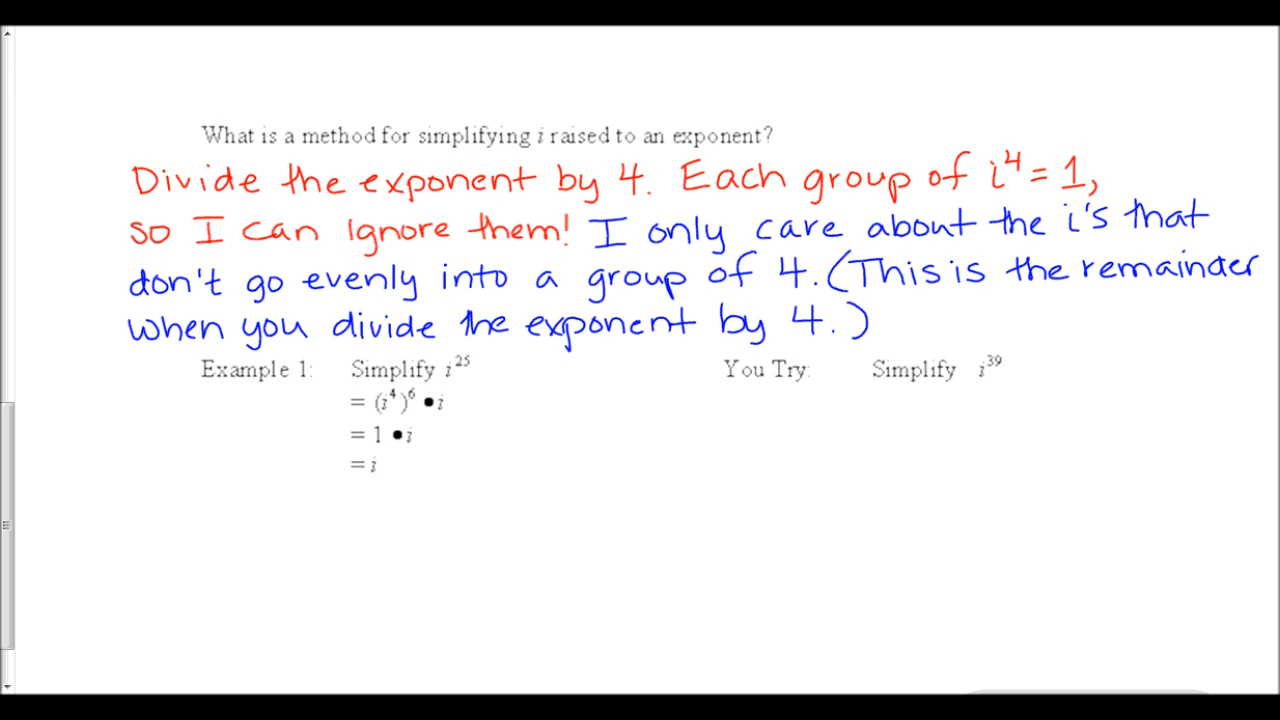 What is a method for simplifying i raised to an exponent?
Divide the exponent by 4. Each group of i⁴ = 1,
so I can ignore them! I only care about the i's that
don't go evenly into a group of 4. (This is the remainder
when you divide the exponent by 4.)
Example 1: Simplify i²⁵ You Try: Simplify i³⁹
= (i⁴)⁶ • i
= 1 • i
= i